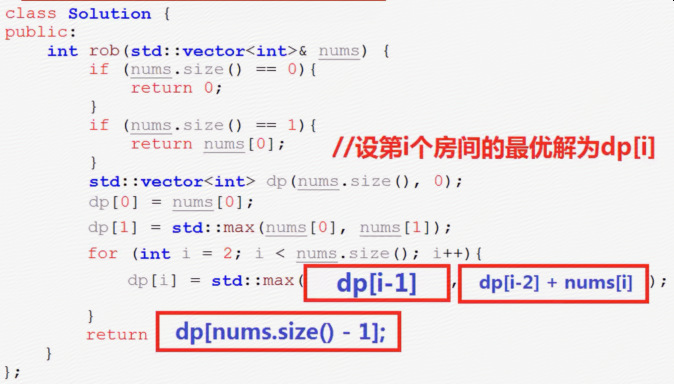 class Solution {
public:
    int rob(std::vector<int>& nums) {
        if (nums.size() == 0){
            return 0;
        }
        if (nums.size() == 1){
            return nums[0];
        }
//设第i个房间的最优解为dp[i]
        std::vector<int> dp(nums.size(), 0);
        dp[0] = nums[0];
        dp[1] = std::max(nums[0], nums[1]);
        for (int i = 2; i < nums.size(); i++){
            dp[i] = std::max( dp[i-1] , dp[i-2] + nums[i] );
        }
        return dp[nums.size() - 1];
    }
};